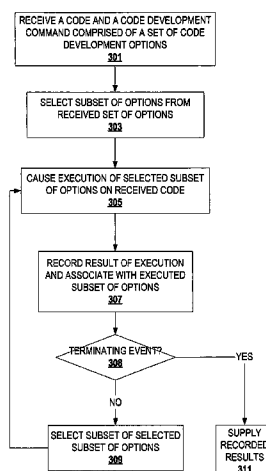 RECEIVE A CODE AND A CODE DEVELOPMENT
COMMAND COMPRISED OF A SET OF CODE
DEVELOPMENT OPTIONS
301
SELECT SUBSET OF OPTIONS FROM
RECEIVED SET OF OPTIONS
303
CAUSE EXECUTION OF SELECTED SUBSET
OF OPTIONS ON RECEIVED CODE
305
RECORD RESULT OF EXECUTION
AND ASSOCIATE WITH EXECUTED
SUBSET OF OPTIONS
307
TERMINATING EVENT?
308
YES
NO
SELECT SUBSET OF SELECTED
SUBSET OF OPTIONS
309
SUPPLY
RECORDED
RESULTS
311